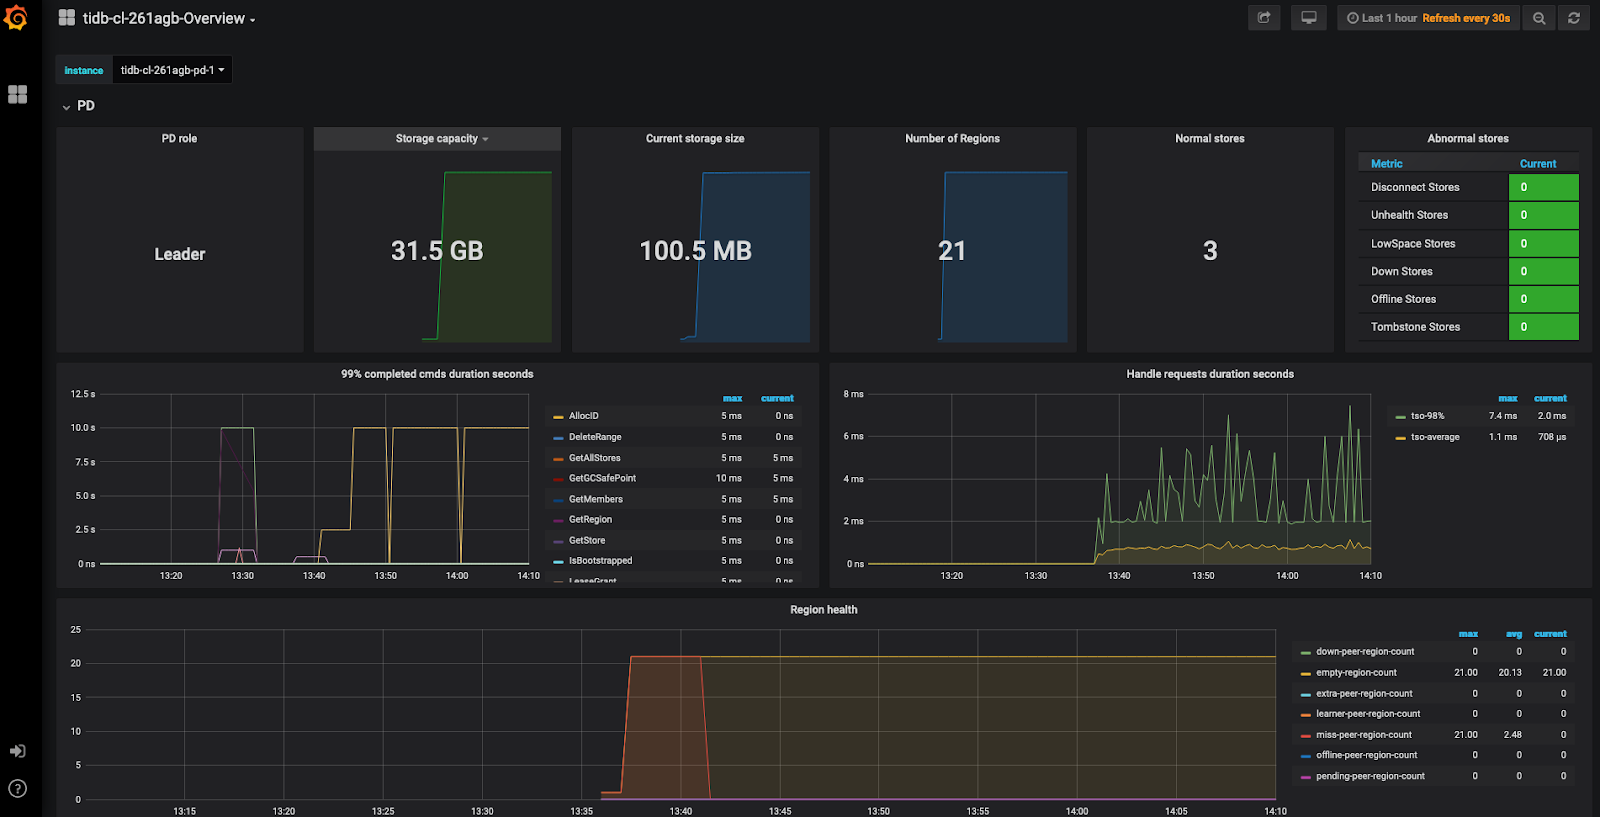 tidb-cl-261agb-Overview
Last 1 hour Refresh every 30s
Instance tidb-cl-261agb-pd-1
PD
PD role
Leader
Storage capacity
31.5 GB
Current storage size
100.5 MB
Number of Regions
21
Normal stores
3
Abnormal stores
Metric Current
Disconnect Stores 0
Unhealth Stores 0
LowSpace Stores 0
Down Stores 0
Offline Stores 0
Tombstone Stores 0
99% completed cmds duration seconds
12.5 s
10.0 s
7.5 s
5.0 s
2.5 s
0 ns
13:20 13:30 13:40 13:50 14:00 14:10
max current
AllocID 5 ms 0 ns
DeleteRange 5 ms 0 ns
GetAllStores 5 ms 5 ms
GetGCSafePoint 10 ms 5 ms
GetMembers 5 ms 5 ms
GetRegion 5 ms 0 ns
GetStore 5 ms 0 ns
IsBootstrapped 5 ms 0 ns
LeaseGrant 5 ms 0 ns
Handle requests duration seconds
8 ms
6 ms
4 ms
2 ms
0 ns
13:20 13:30 13:40 13:50 14:00 14:10
max current
tso-98% 7.4 ms 2.0 ms
tso-average 1.1 ms 708 µs
Region health
25
20
15
10
5
0
13:15 13:20 13:25 13:30 13:35 13:40 13:45 13:50 13:55 14:00 14:05 14:10
max avg current
down-peer-region-count 0 0 0
empty-region-count 21.00 20.13 21.00
extra-peer-region-count 0 0 0
learner-peer-region-count 0 0 0
miss-peer-region-count 21.00 2.48 0
offline-peer-region-count 0 0 0
pending-peer-region-count 0 0 0